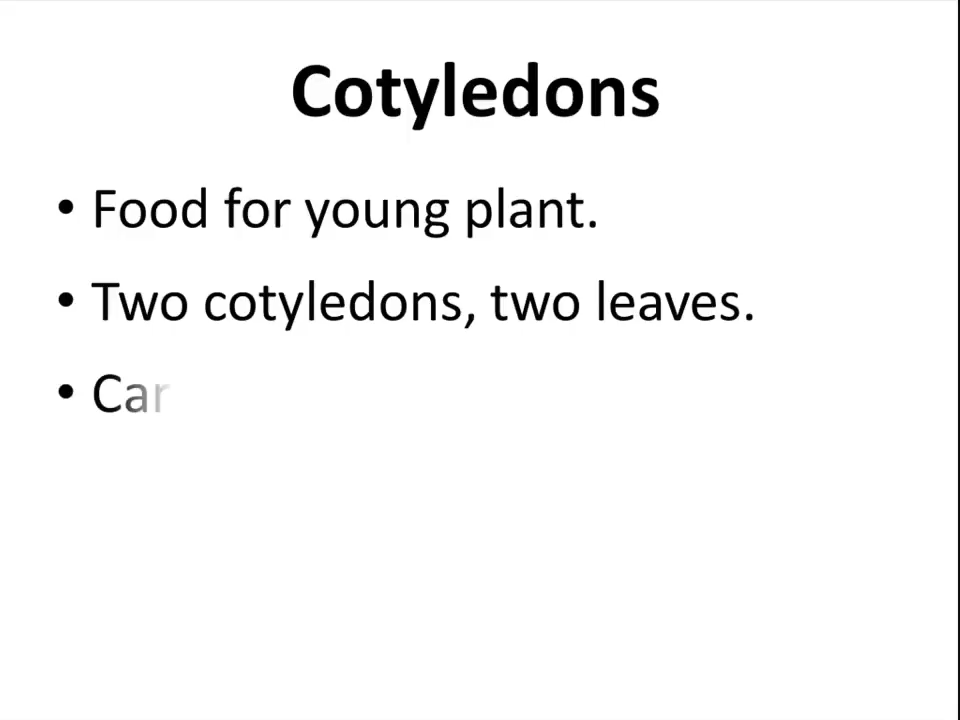 Cotyledons
• Food for young plant.
• Two cotyledons, two leaves.
• Car